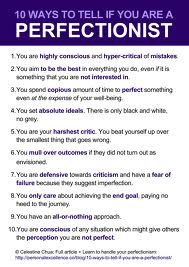 10 WAYS TO TELL IF YOU ARE A
PERFECTIONIST
1.You are highly conscious and hyper-critical of mistakes.
2.You aim to be the best in everything you do, even if it is
something that you are not interested in.
3.You spend copious amount of time to perfect something
even at the expense of your well-being.
4.You set absolute ideals. There is only black and white,
no grey.
5.You are your harshest critic. You beat yourself over
the smallest thing that goes wrong.
6.You mull over outcomes if they did not turn out as
envisioned.
7.You are defensive towards criticism and have a fear of
failure because they suggest imperfection.
8.You only care about achieving the end goal, paying no
heed to the journey.
9.You have an all-or-nothing approach.
10.You are conscious of any situation which might give others
the perception you are not perfect.
© Celestine Chua: Full article + Learn to handle your perfectionism:
http://personalexcellence.co/blog/10-ways-to-tell-if-you-are-a-perfectionist/